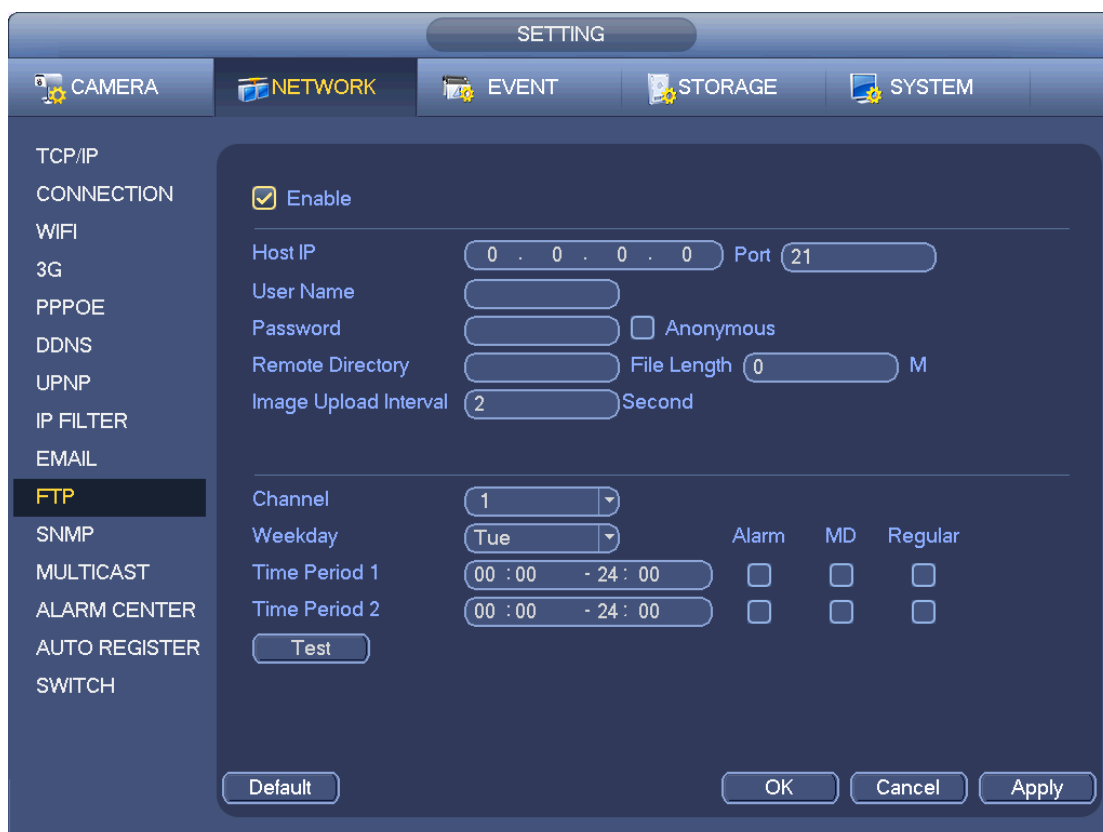 SETTING
CAMERA NETWORK EVENT STORAGE SYSTEM
TCP/IP
CONNECTION
WIFI
3G
PPPOE
DDNS
UPNP
IP FILTER
EMAIL
FTP
SNMP
MULTICAST
ALARM CENTER
AUTO REGISTER
SWITCH
Enable
Host IP 0 . 0 . 0 . 0 Port 21
User Name
Password Anonymous
Remote Directory File Length 0 M
Image Upload Interval 2 Second
Channel 1
Weekday Tue Alarm MD Regular
Time Period 1 00 :00 - 24 : 00
Time Period 2 00 :00 - 24 : 00
Test
Default OK Cancel Apply